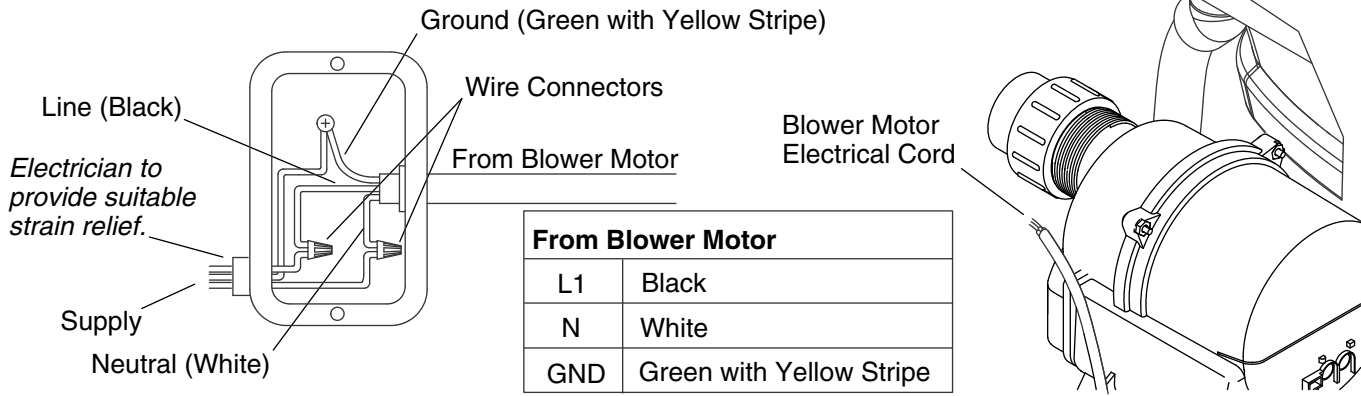 Ground (Green with Yellow Stripe)
Wire Connectors
Line (Black)
Electrician to
provide suitable
strain relief.
From Blower Motor
Supply
Neutral (White)
From Blower Motor
L1 Black
N White
GND Green with Yellow Stripe
Blower Motor
Electrical Cord